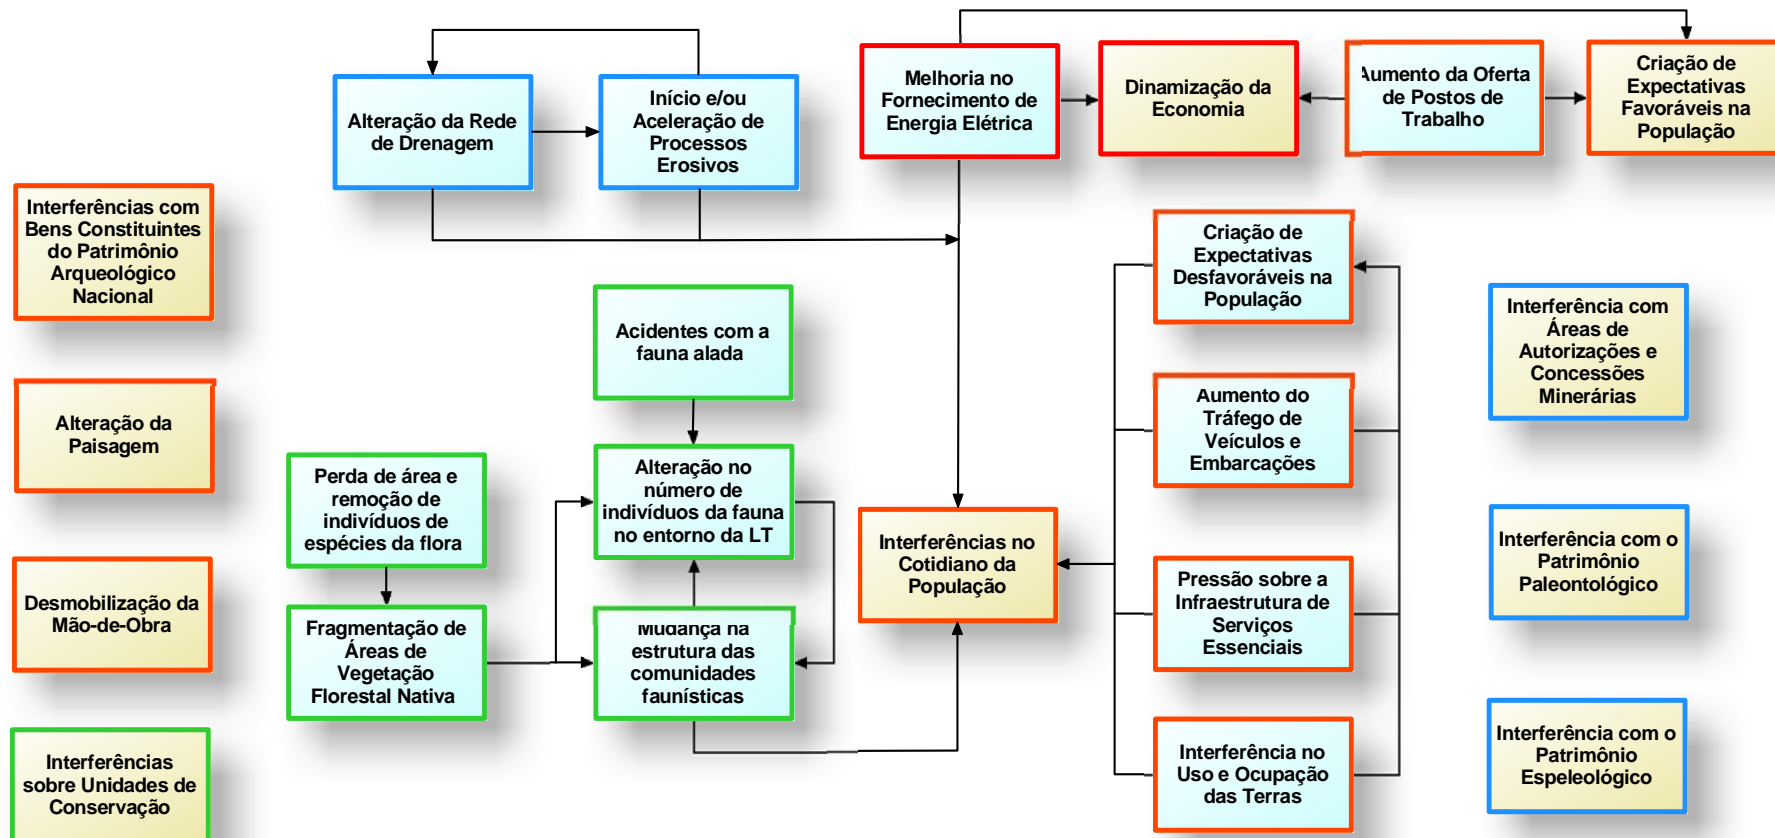 Alteração da Rede
de Drenagem
Início e/ou
Aceleração de
Processos
Erosivos
Melhoria no
Fornecimento de
Energia Elétrica
Dinamização da
Economia
Aumento da Oferta
de Postos de
Trabalho
Criação de
Expectativas
Favoráveis na
População
Interferências com
Bens Constituintes
do Patrimônio
Arqueológico
Nacional
Alteração da
Paisagem
Desmobilização da
Mão-de-Obra
Interferências
sobre Unidades de
Conservação
Acidentes com a
fauna alada
Perda de área e
remoção de
indivíduos de
espécies da flora
Alteração no
número de
indivíduos da fauna
no entorno da LT
Fragmentação de
Áreas de
Vegetação
Florestal Nativa
Mudança na
estrutura das
comunidades
faunísticas
Interferências no
Cotidiano da
População
Criação de
Expectativas
Desfavoráveis na
População
Aumento do
Tráfego de
Veículos e
Embarcações
Pressão sobre a
Infraestrutura de
Serviços
Essenciais
Interferência no
Uso e Ocupação
das Terras
Interferência com
Áreas de
Autorizações e
Concessões
Minerárias
Interferência com o
Patrimônio
Paleontológico
Interferência com o
Patrimônio
Espeleológico